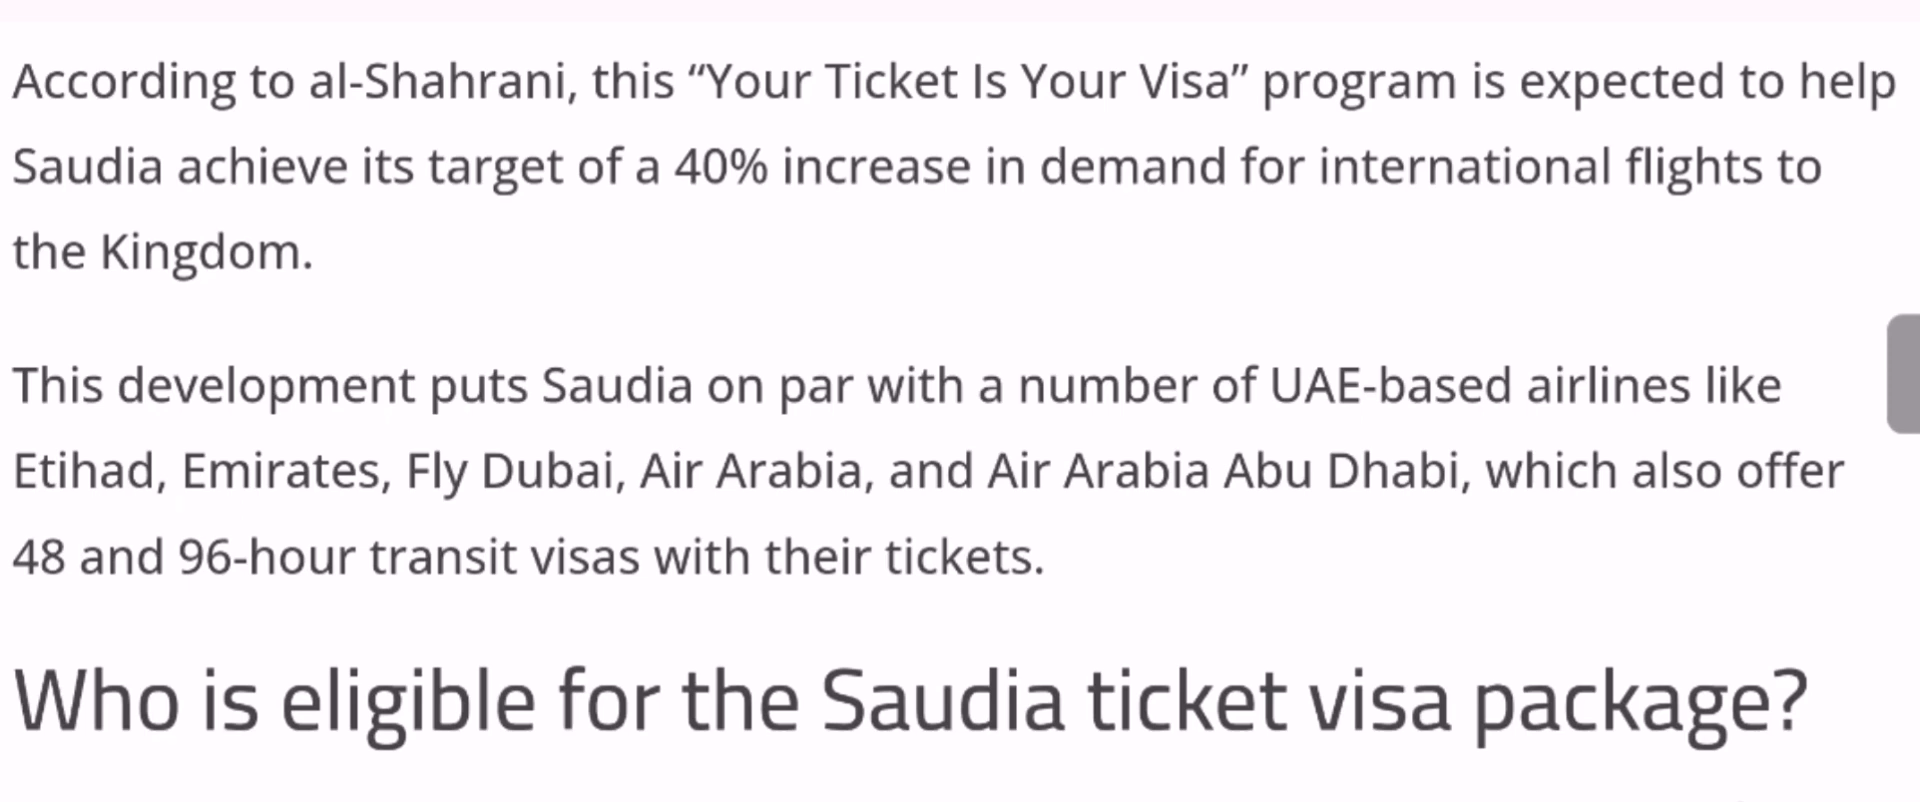 According to al-Shahrani, this “Your Ticket Is Your Visa” program is expected to help
Saudia achieve its target of a 40% increase in demand for international flights to
the Kingdom.
This development puts Saudia on par with a number of UAE-based airlines like
Etihad, Emirates, Fly Dubai, Air Arabia, and Air Arabia Abu Dhabi, which also offer
48 and 96-hour transit visas with their tickets.
Who is eligible for the Saudia ticket visa package?